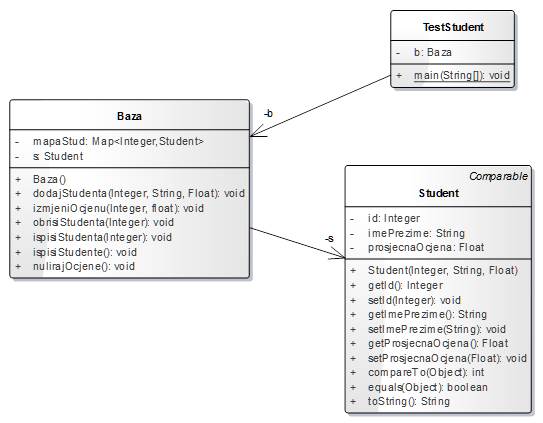 TestStudent
- b: Baza
+ main(String[]): void
-b
Baza
- mapaStud: Map<Integer,Student>
- s: Student
+ Baza()
+ dodajStudenta(Integer, String, Float): void
+ izmjeniOcjenu(Integer, float): void
+ obrisiStudenta(Integer): void
+ ispisiStudenta(Integer): void
+ ispisiStudente(): void
+ nulirajOcjene(): void
-s
Comparable
Student
- id: Integer
- imePrezime: String
- prosjecnaOcjena: Float
+ Student(Integer, String, Float)
+ getId(): Integer
+ setId(Integer): void
+ getImePrezime(): String
+ setImePrezime(String): void
+ getProsjecnaOcjena(): Float
+ setProsjecnaOcjena(Float): void
+ compareTo(Object): int
+ equals(Object): boolean
+ toString(): String